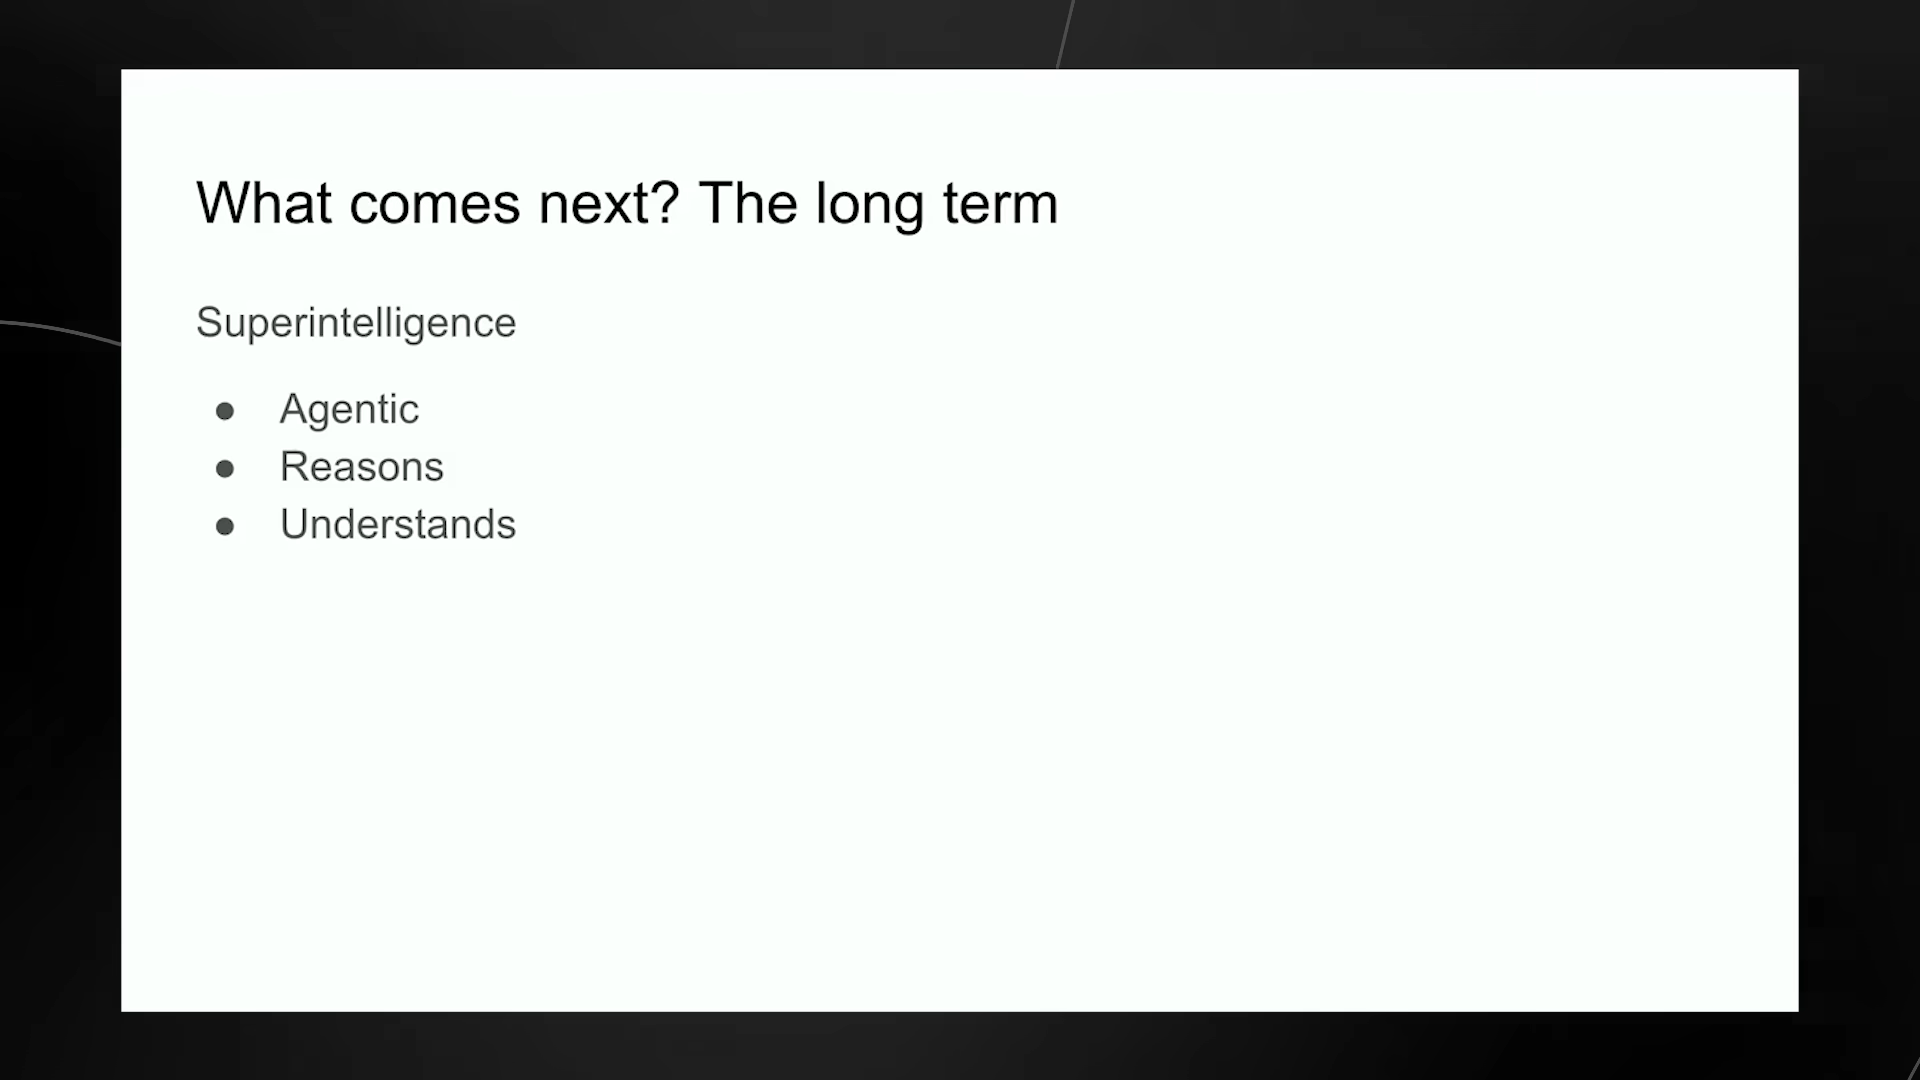 What comes next? The long term
Superintelligence
● Agentic
● Reasons
● Understands